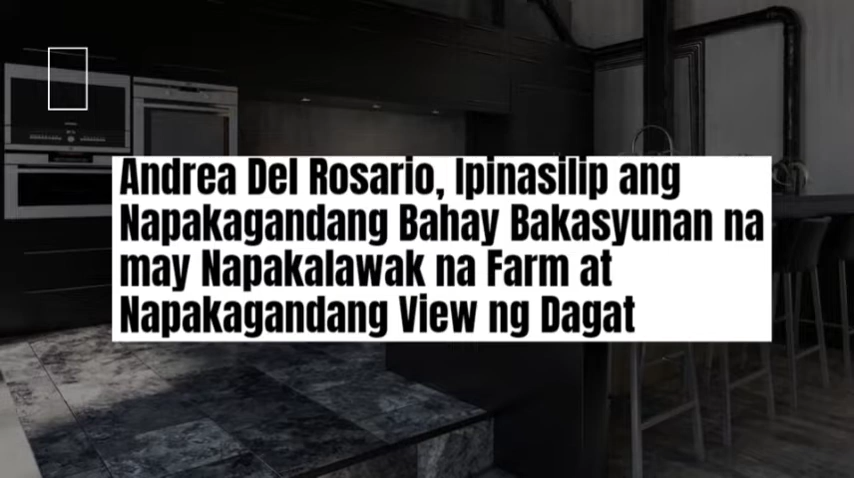 Andrea Del Rosario, Ipinasilip ang
Napakagandang Bahay Bakasyunan na
may Napakalawak na Farm at
Napakagandang View ng Dagat